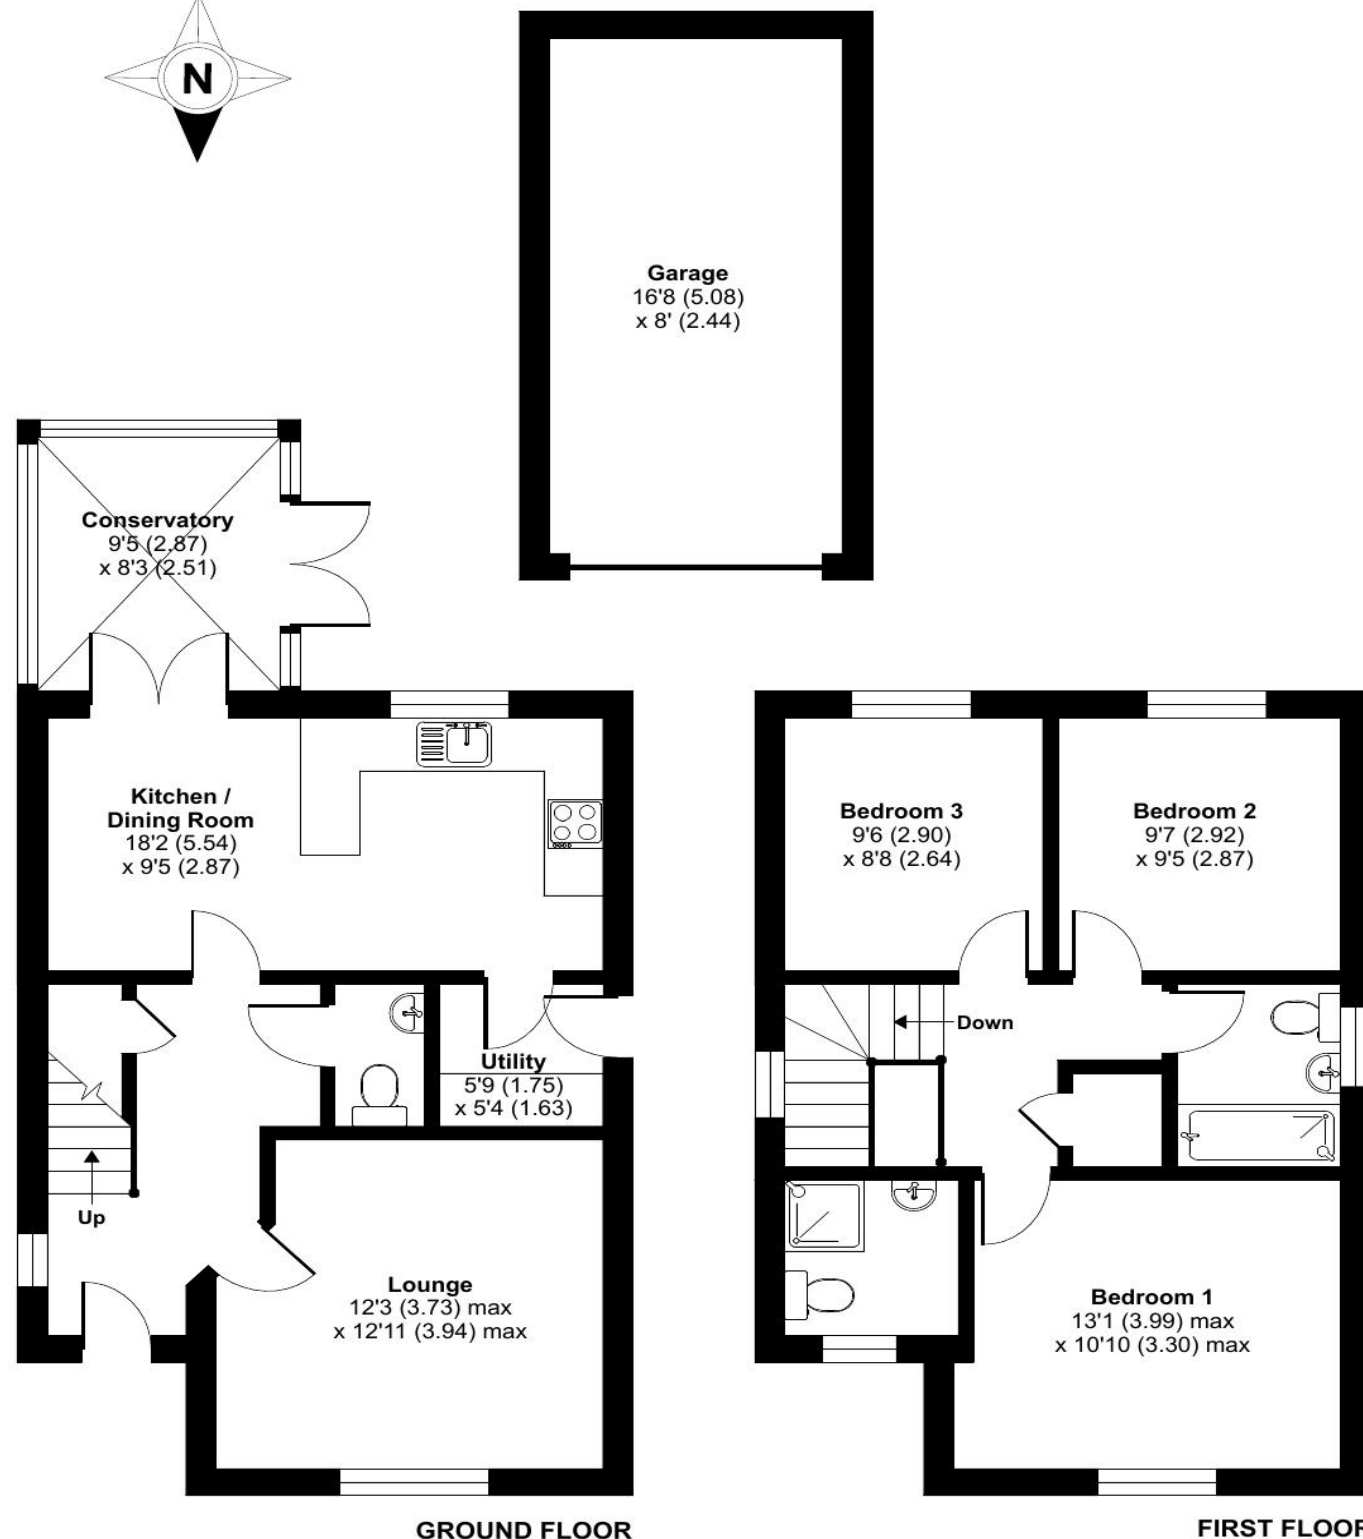 N
Garage
16'8 (5.08)
x 8' (2.44)
Conservatory
9'5 (2.87)
x 8'3 (2.51)
Kitchen /
Dining Room
18'2 (5.54)
x 9'5 (2.87)
Utility
5'9 (1.75)
x 5'4 (1.63)
Up
Lounge
12'3 (3.73) max
x 12'11 (3.94) max
GROUND FLOOR
Bedroom 3
9'6 (2.90)
x 8'8 (2.64)
Bedroom 2
9'7 (2.92)
x 9'5 (2.87)
Down
Bedroom 1
13'1 (3.99) max
x 10'10 (3.30) max
FIRST FLOOR